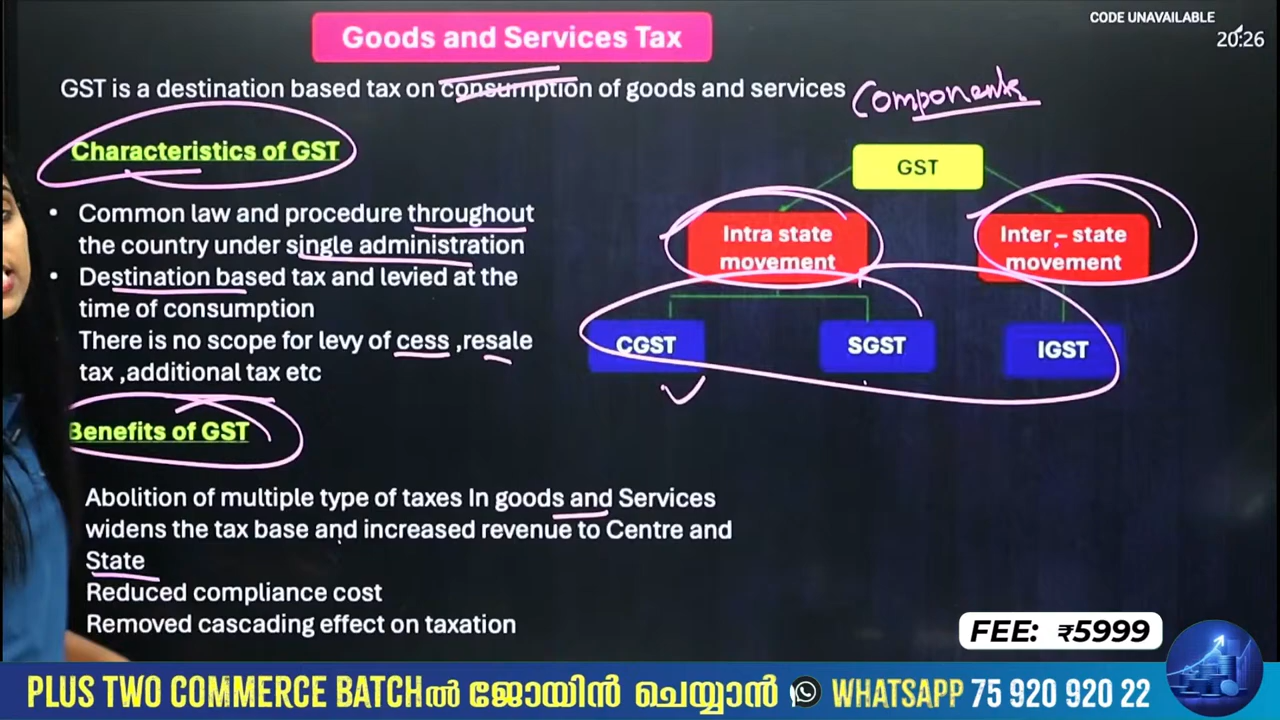 CODE UNAVAILABLE
20:26
Goods and Services Tax
GST is a destination based tax on consumption of goods and services
Components
Characteristics of GST
• Common law and procedure throughout
the country under single administration
• Destination based tax and levied at the
time of consumption
There is no scope for levy of cess ,resale
tax ,additional tax etc
GST
Intra state
movement
Inter – state
movement
CGST
SGST
IGST
Benefits of GST
Abolition of multiple type of taxes In goods and Services
widens the tax base and increased revenue to Centre and
State
Reduced compliance cost
Removed cascading effect on taxation
FEE: ₹5999
PLUS TWO COMMERCE BATCHൽ ജോയിൻ ചെയ്യാൻ WHATSAPP 75 920 920 22